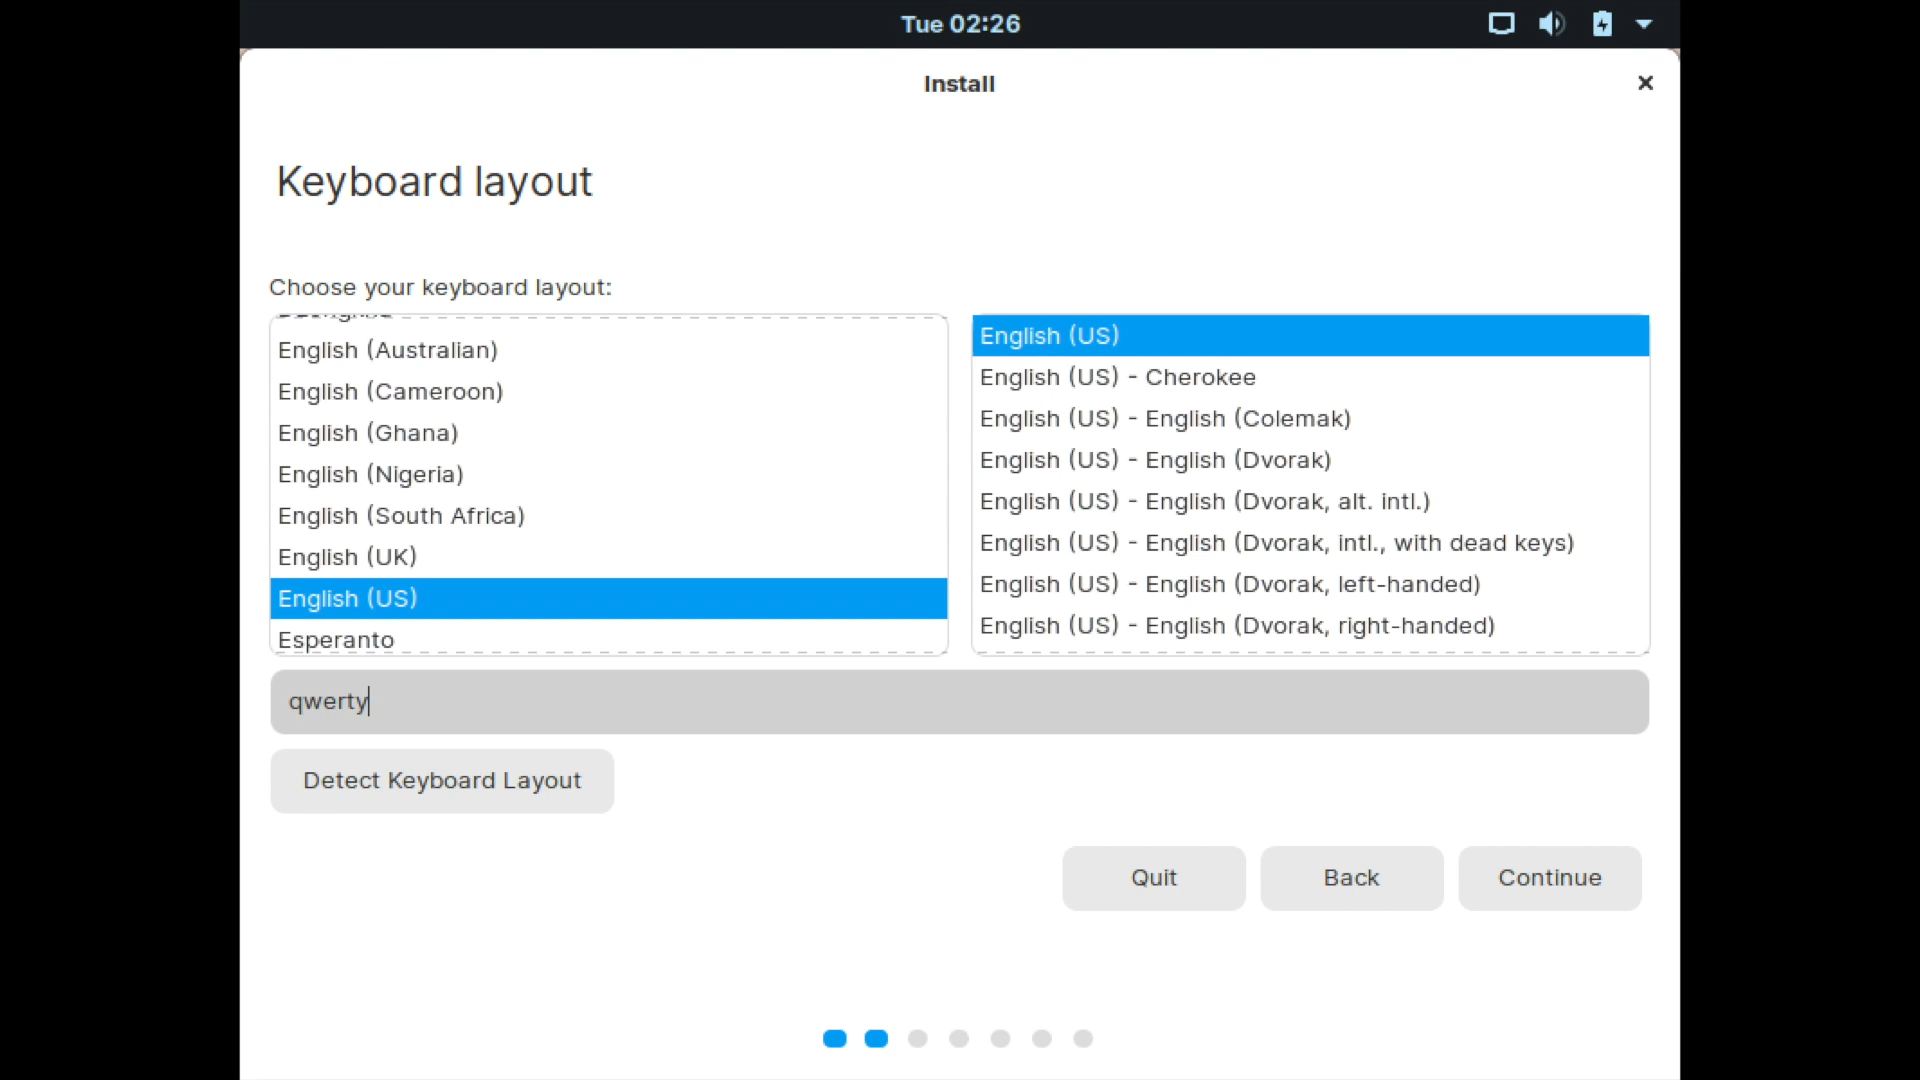 Tue 02:26
Install
Keyboard layout
Choose your keyboard layout:
English (Australian)
English (Cameroon)
English (Ghana)
English (Nigeria)
English (South Africa)
English (UK)
English (US)
Esperanto
English (US)
English (US) - Cherokee
English (US) - English (Colemak)
English (US) - English (Dvorak)
English (US) - English (Dvorak, alt. intl.)
English (US) - English (Dvorak, intl., with dead keys)
English (US) - English (Dvorak, left-handed)
English (US) - English (Dvorak, right-handed)
qwerty
Detect Keyboard Layout
Quit
Back
Continue